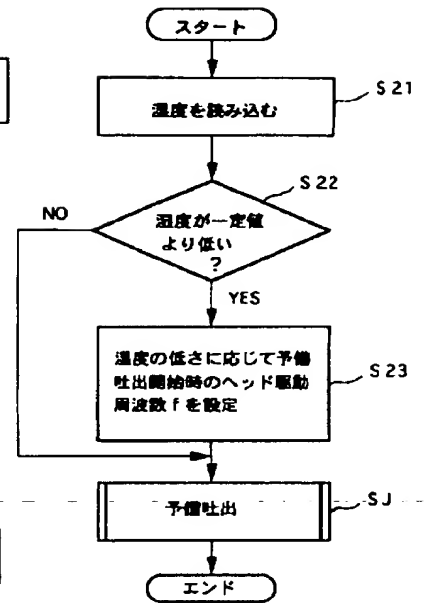 スタート
S21
温度を読み込む
S22
NO
温度が一定値
より低い
?
YES
温度の低さに応じて予備
吐出開始時のヘッド駆動
周波数 f を設定
S23
予備吐出
SJ
エンド